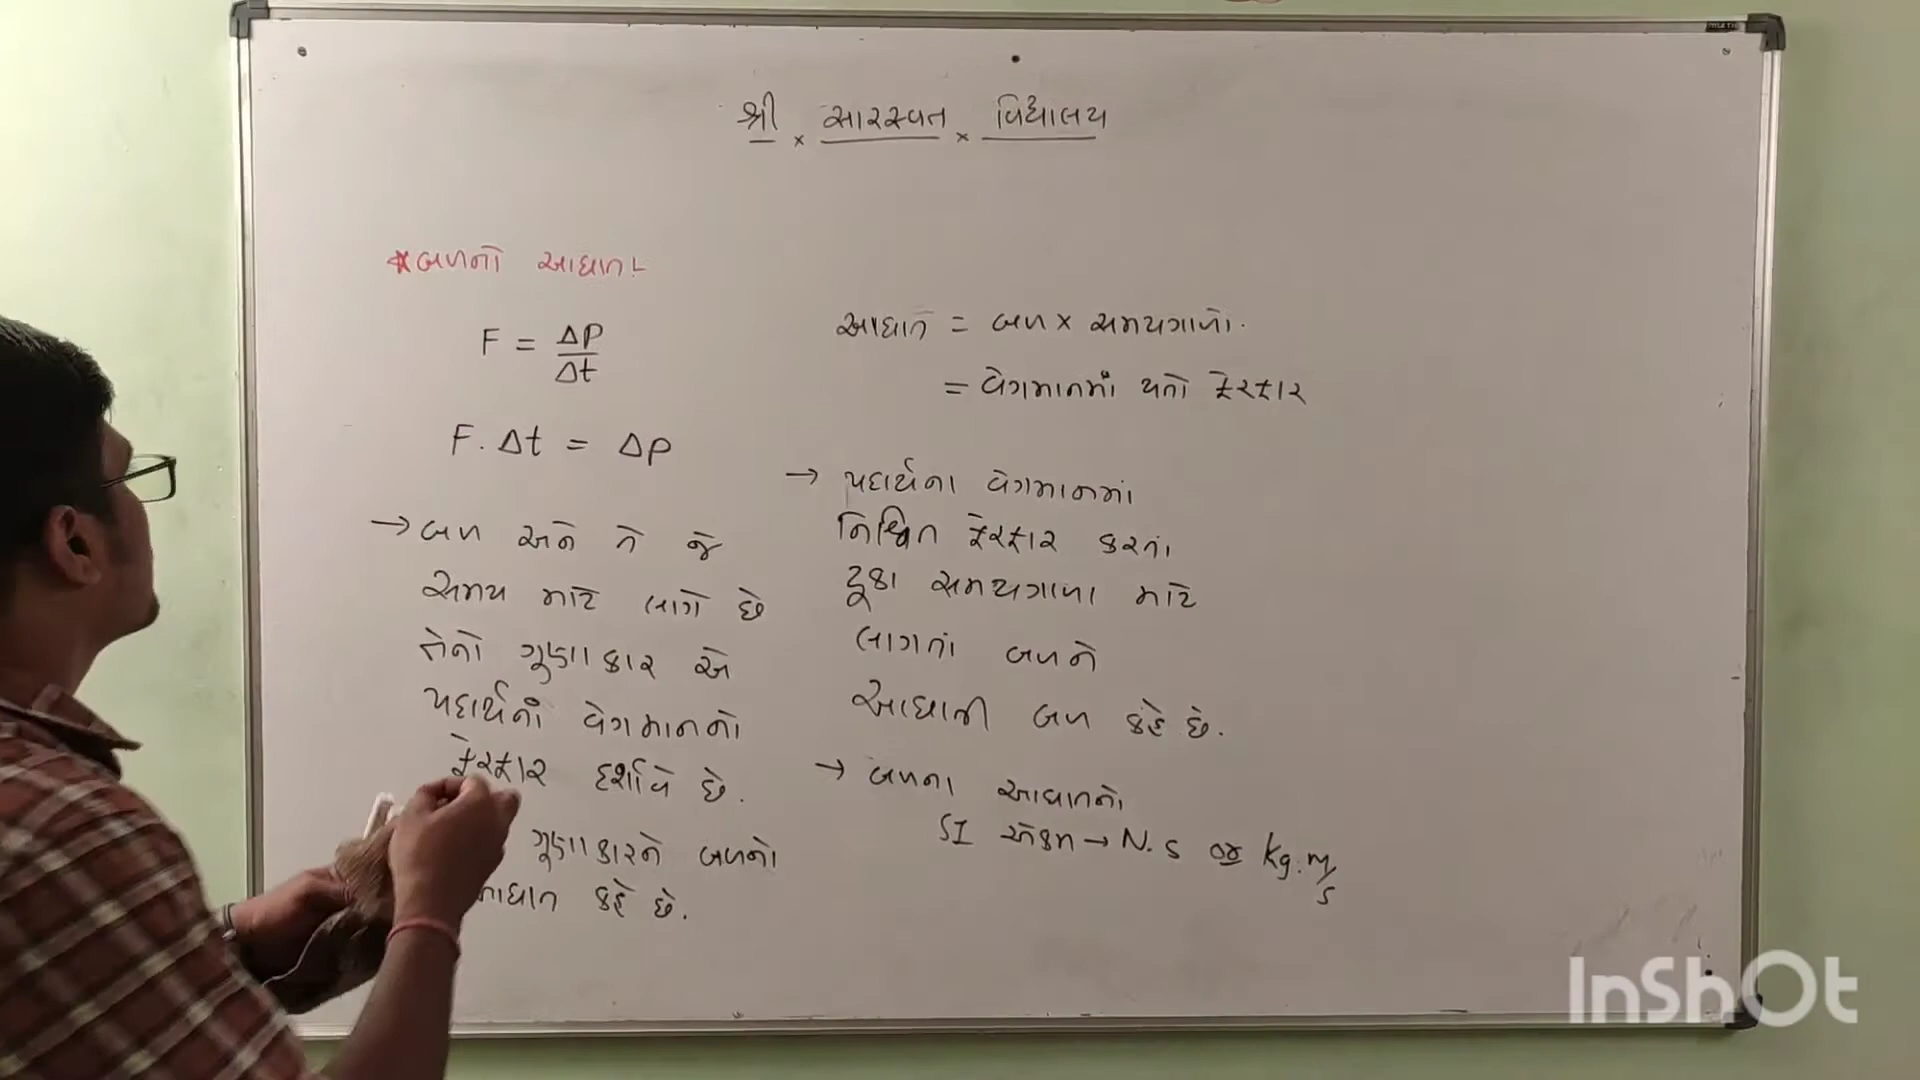 શ્રી × સારસ્વત × વિદ્યાલય
* બળનો આઘાત :-
F = ΔP / Δt
F. Δt = ΔP
→ બળ અને તે જે
સમય માટે લાગે છે
તેનો ગુણાકાર એ
પદાર્થનાં વેગમાનનો
ફેરફાર દર્શાવે છે.
ગુણાકારને બળનો
આઘાત કહે છે.
આઘાત = બળ × સમયગાળો.
= વેગમાનમાં થતો ફેરફાર
→ પદાર્થના વેગમાનમાં
નિશ્ચિત ફેરફાર કરતાં
ટૂંકા સમયગાળા માટે
લાગતાં બળને
આઘાતી બળ કહે છે.
→ બળના આઘાતનો
SI એકમ → N.s or kg.m/s
InShOt